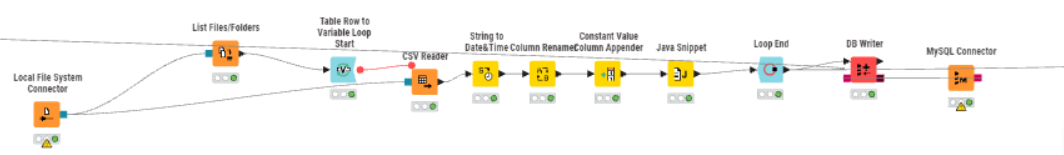 List Files/Folders
Table Row to
Variable Loop
Start
CSV Reader
String to
Date&Time
Column Renamer
Constant Value
Column Appender
Java Snippet
Loop End
DB Writer
MySQL Connector
Local File System
Connector